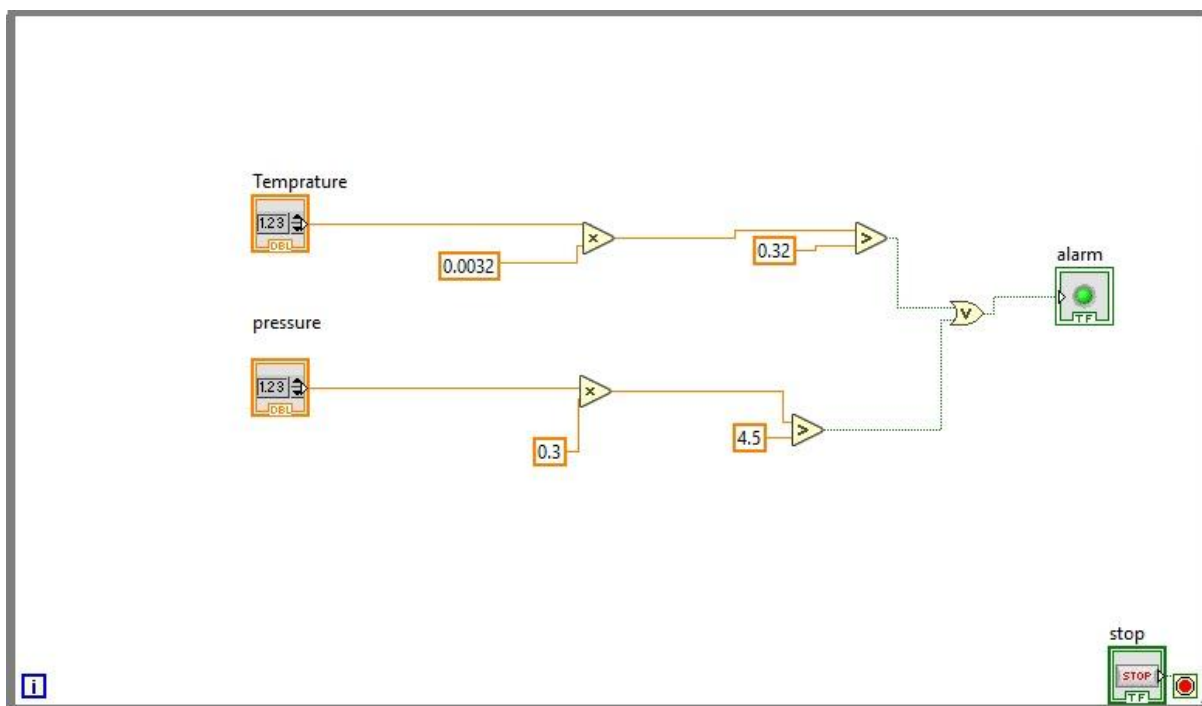 Temprature
1.23
DBL
×
>
0.0032
0.32
alarm
TF
pressure
V
1.23
DBL
×
>
0.3
4.5
stop
STOP
TF
i